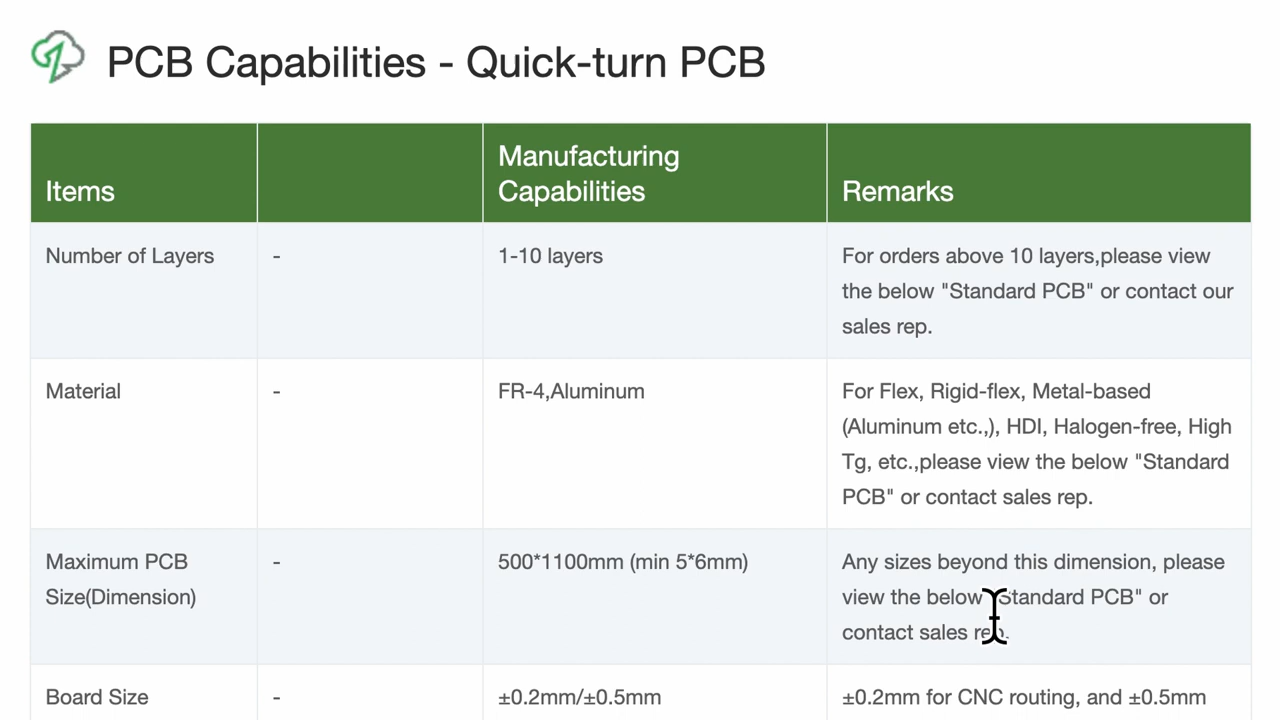 PCB Capabilities - Quick-turn PCB
Items
Manufacturing
Capabilities
Remarks
Number of Layers
-
1-10 layers
For orders above 10 layers,please view
the below "Standard PCB" or contact our
sales rep.
Material
-
FR-4,Aluminum
For Flex, Rigid-flex, Metal-based
(Aluminum etc.,), HDI, Halogen-free, High
Tg, etc.,please view the below "Standard
PCB" or contact sales rep.
Maximum PCB
Size(Dimension)
-
500*1100mm (min 5*6mm)
Any sizes beyond this dimension, please
view the below "Standard PCB" or
contact sales rep.
Board Size
-
±0.2mm/±0.5mm
±0.2mm for CNC routing, and ±0.5mm